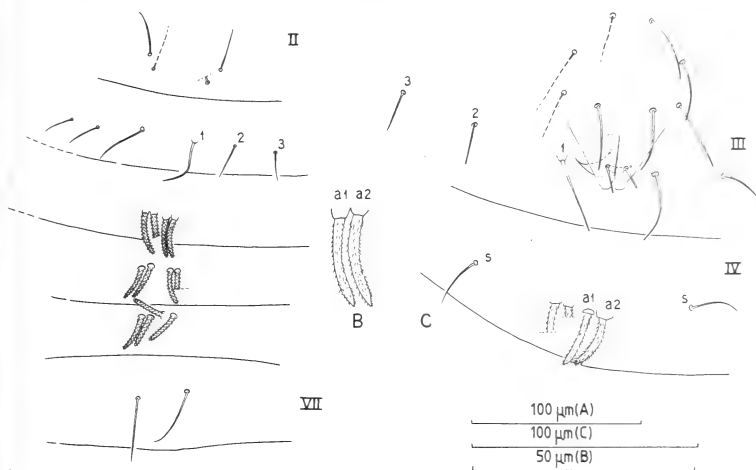 II
3
2
1 2 3
III
1
a1 a2
s
IV
a1 a2
s
B C
VII
100 µm(A)
100 µm(C)
50 µm(B)